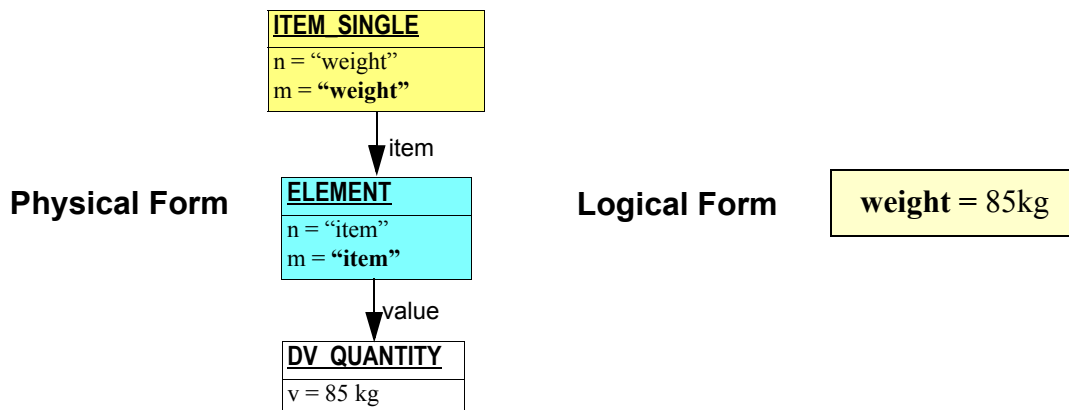 ITEM_SINGLE
n = “weight”
m = “weight”
item
Physical Form
ELEMENT
n = “item”
m = “item”
value
DV_QUANTITY
v = 85 kg
Logical Form
weight = 85kg